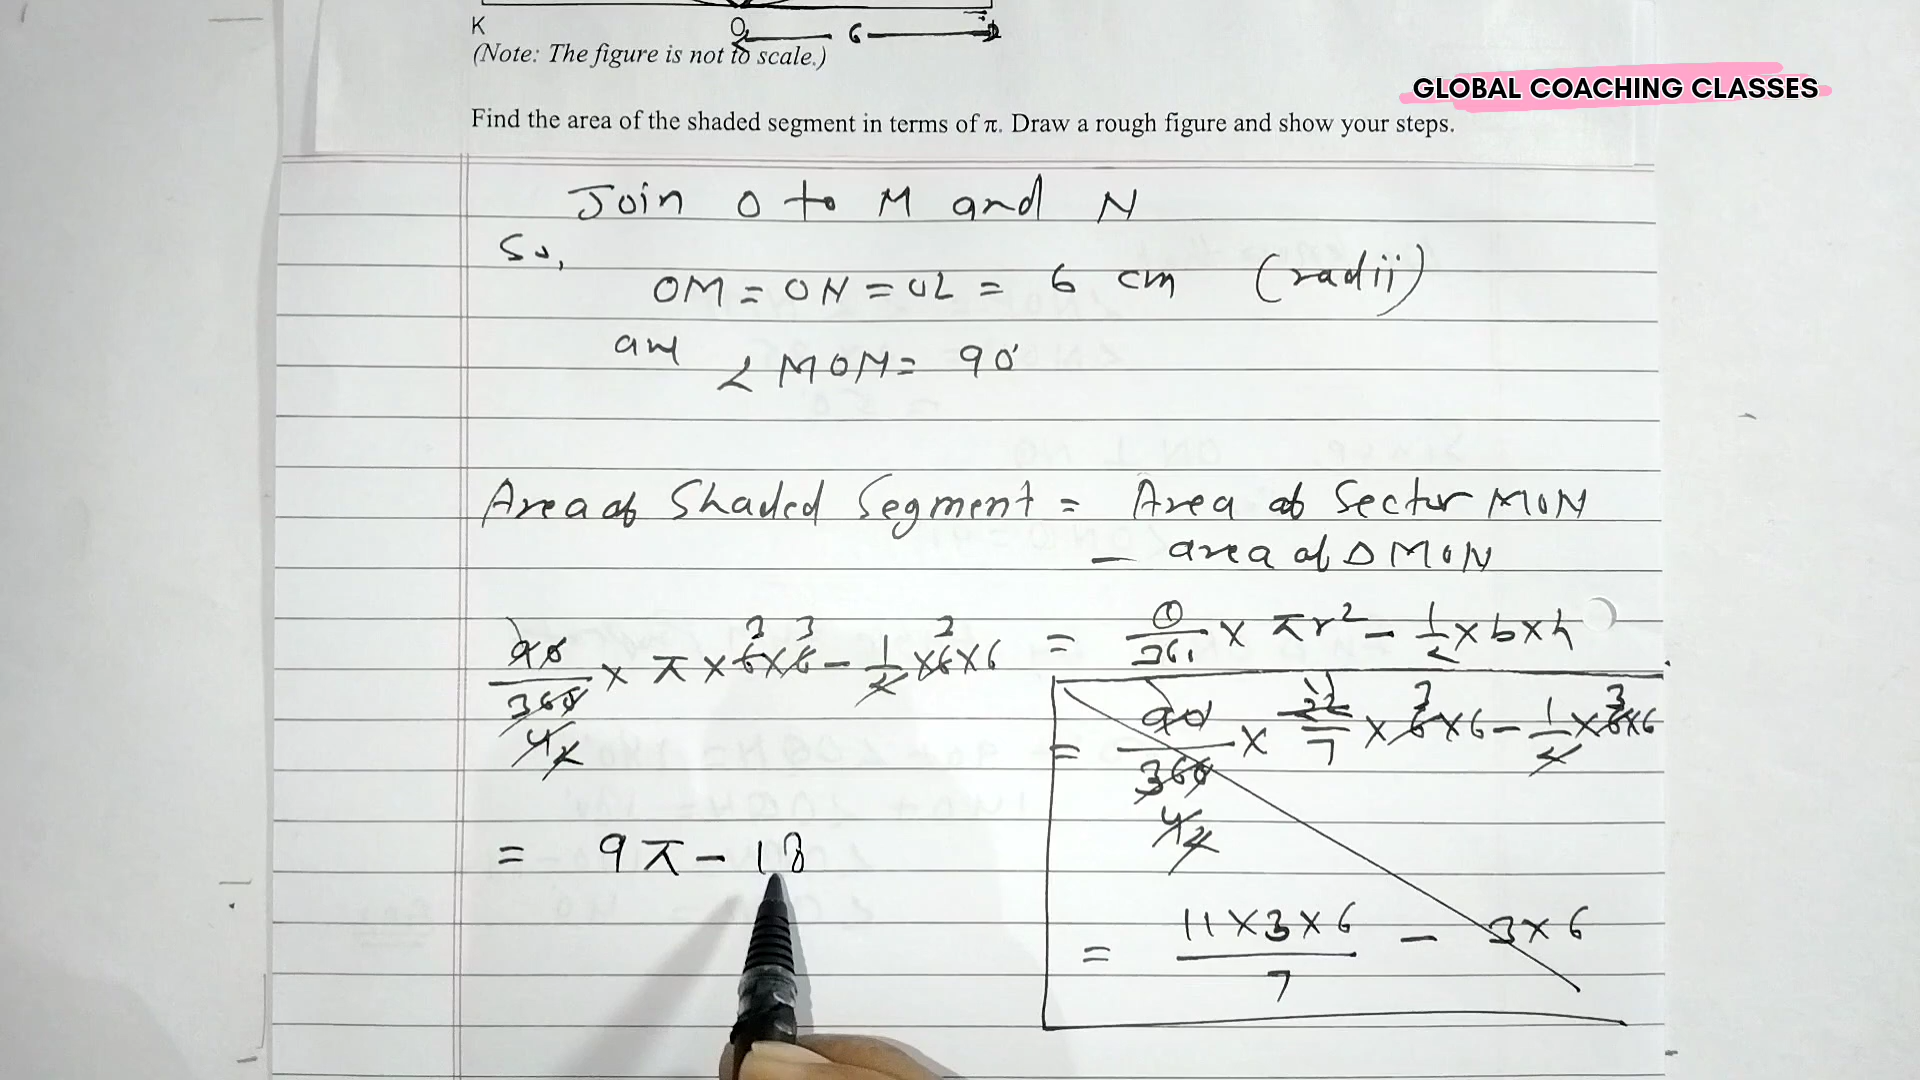 K O 6
(Note: The figure is not to scale.)
GLOBAL COACHING CLASSES
Find the area of the shaded segment in terms of π. Draw a rough figure and show your steps.
Join O to M and N
So,
OM = ON = OL = 6 cm (radii)
and ∠MON = 90°
Area of Shaded Segment = Area of Sector MON
- area of Δ MON
90/360 × π × 6 × 6 - 1/2 × 6 × 6 = θ/360 × πr² - 1/2 × b × h
= 90/360 × 22/7 × 6 × 6 - 1/2 × 6 × 6
= 9π - 18
= 11 × 3 × 6/7 - 3 × 6